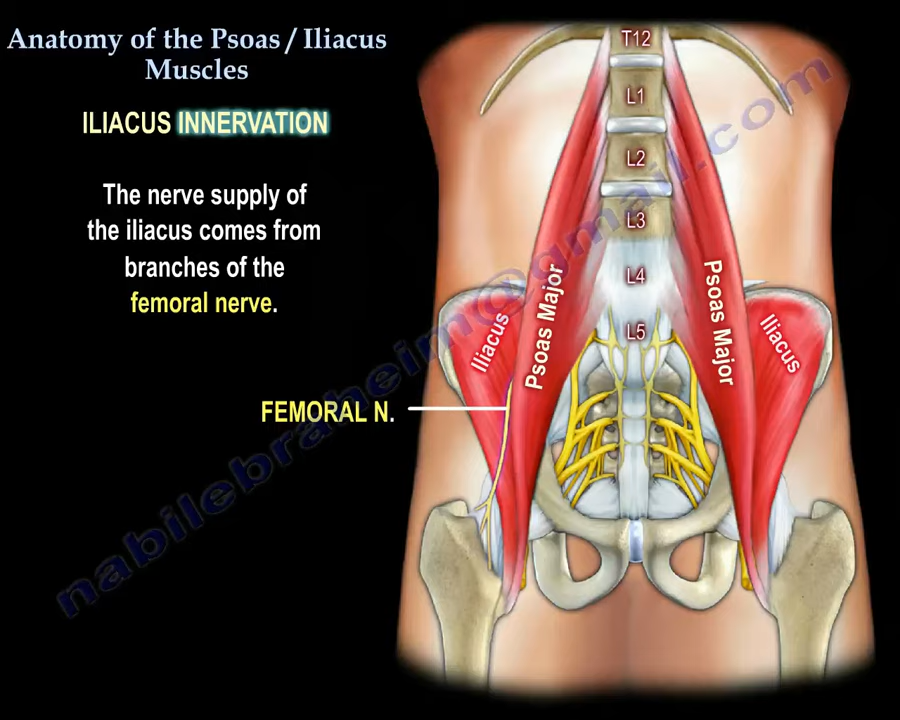 Anatomy of the Psoas / Iliacus
Muscles
ILIACUS INNERVATION
The nerve supply of
the iliacus comes from
branches of the
femoral nerve.
FEMORAL N.
T12
L1
L2
L3
L4
L5
Iliacus
Psoas Major
Psoas Major
Iliacus
nabilebraheim@gmail.com